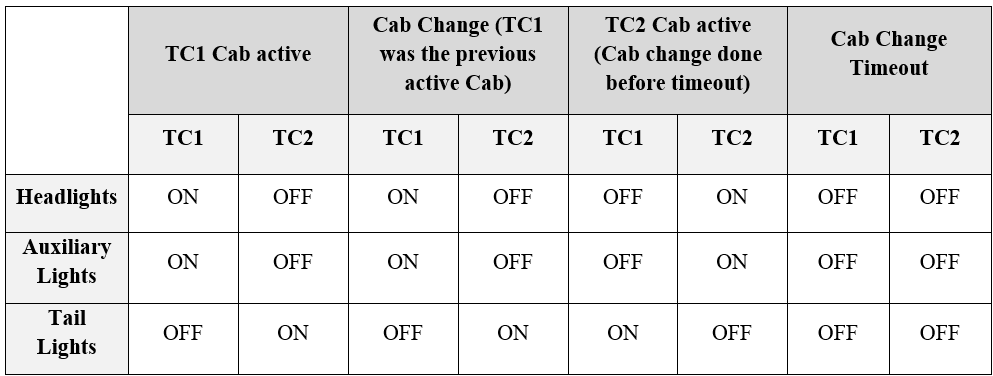 TC1 Cab active
Cab Change (TC1
was the previous
active Cab)
TC2 Cab active
(Cab change done
before timeout)
Cab Change
Timeout
TC1 TC2 TC1 TC2 TC1 TC2 TC1 TC2
Headlights ON OFF ON OFF OFF ON OFF OFF
Auxiliary
Lights
ON OFF ON OFF OFF ON OFF OFF
Tail
Lights
OFF ON OFF ON ON OFF OFF OFF